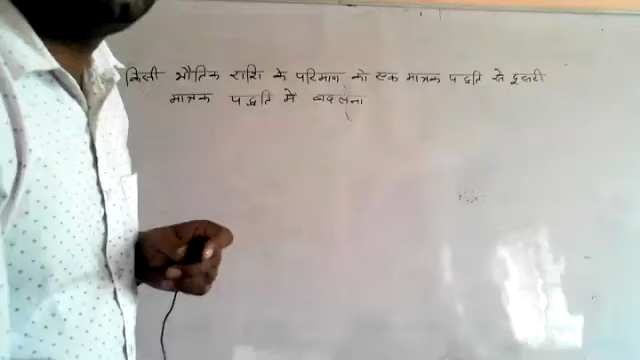 किसी भौतिक राशि के परिमाण को एक मात्रक पद्धति से दूसरी
मात्रक पद्धति में बदलना